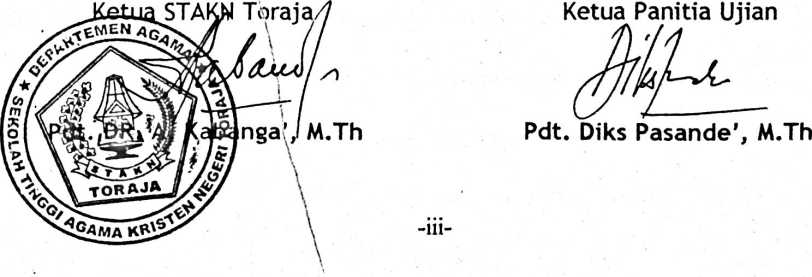 Ketua STAKN Toraja
Ketua Panitia Ujian
★ DEPARTEMEN AGAMA ★
SEKOLAH TINGGI AGAMA KRISTEN NEGERI TORAJA
STAKN
TORAJA
Pdt. DR. A. Kabanga', M.Th
Pdt. Diks Pasande', M.Th
-iii-